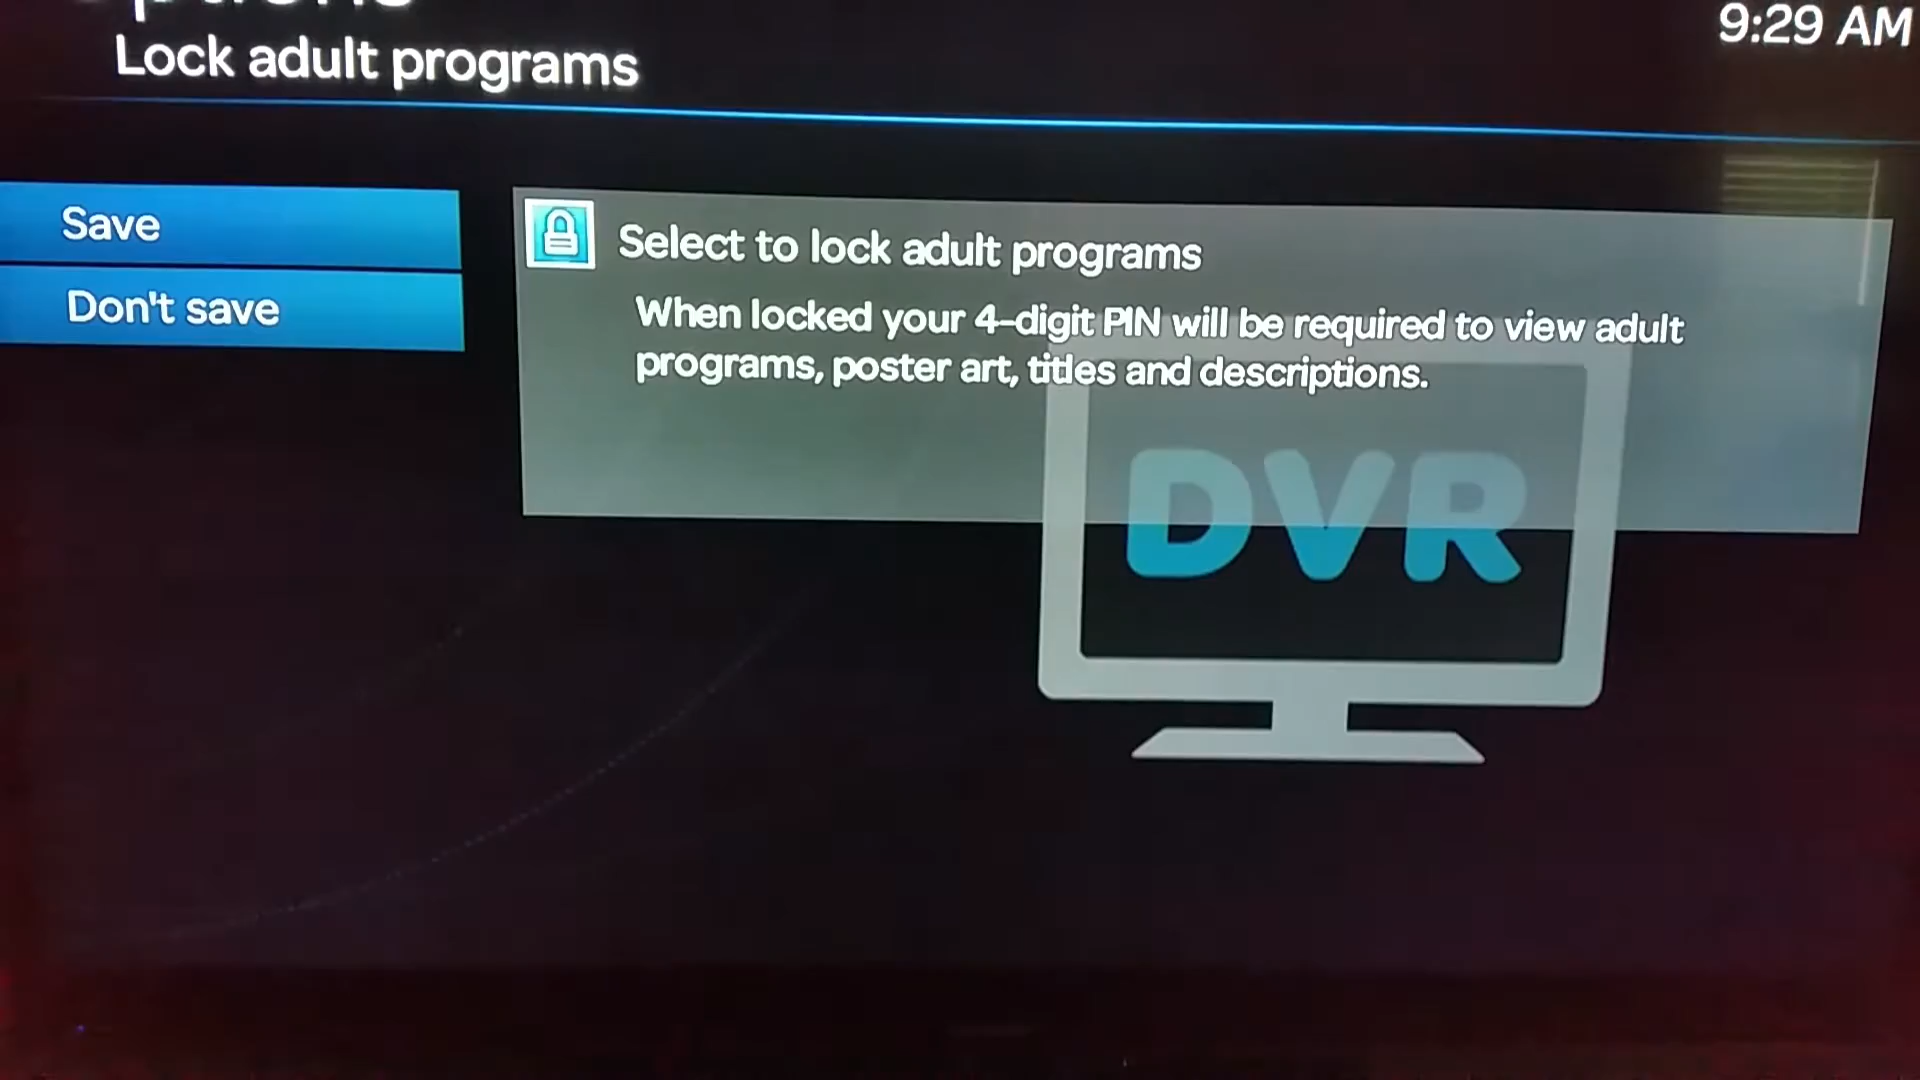 Options
Lock adult programs
9:29 AM
Save
Don't save
Select to lock adult programs
When locked your 4-digit PIN will be required to view adult
programs, poster art, titles and descriptions.
DVR